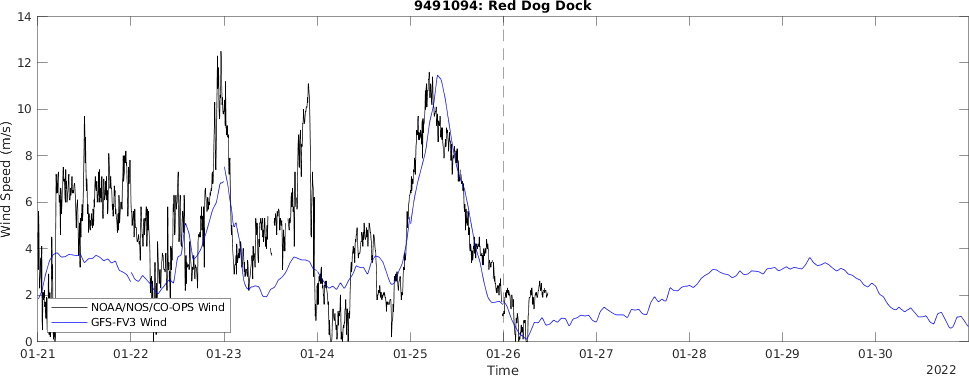 9491094: Red Dog Dock
Wind Speed (m/s)
14
12
10
8
6
4
2
0
NOAA/NOS/CO-OPS Wind
GFS-FV3 Wind
01-21 01-22 01-23 01-24 01-25 01-26 01-27 01-28 01-29 01-30
Time
2022